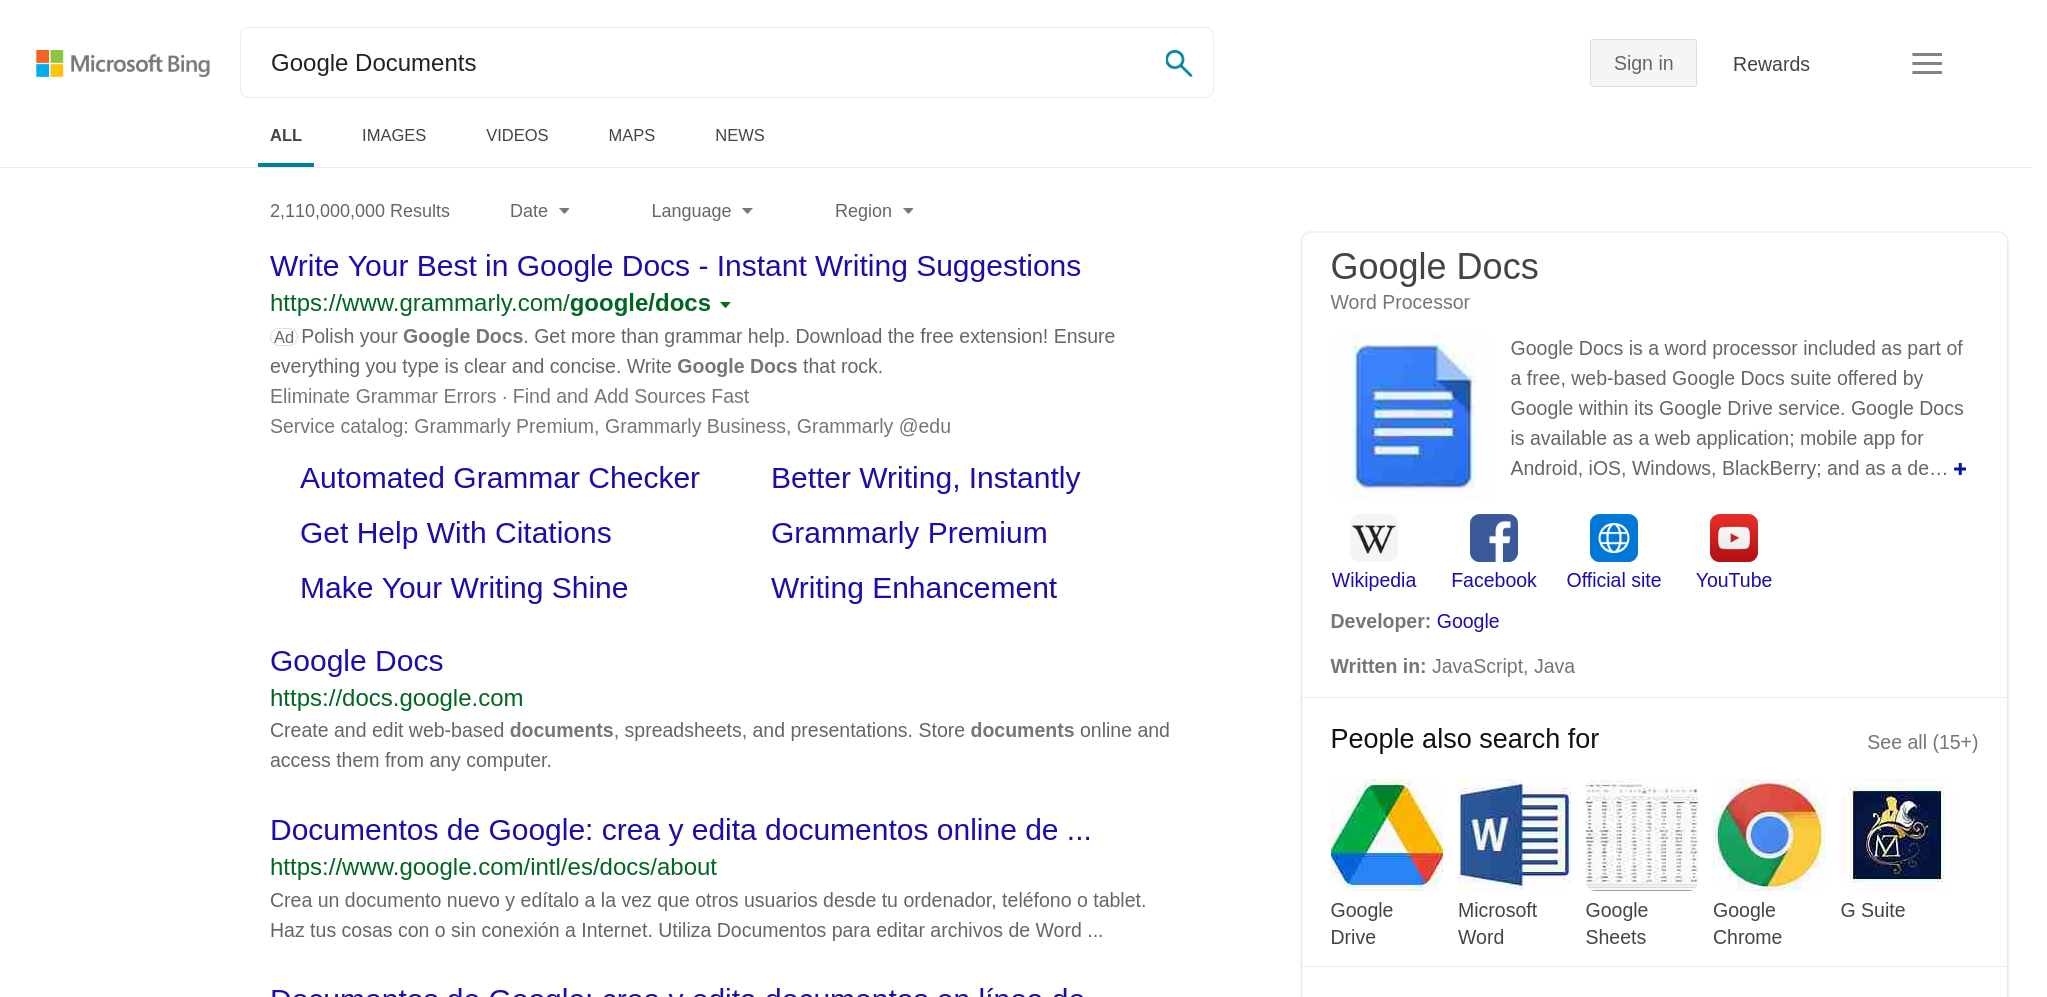 Microsoft Bing
Google Documents
Sign in
Rewards
ALL
IMAGES
VIDEOS
MAPS
NEWS
2,110,000,000 Results
Date
Language
Region
Write Your Best in Google Docs - Instant Writing Suggestions
https://www.grammarly.com/google/docs
Ad Polish your Google Docs. Get more than grammar help. Download the free extension! Ensure
everything you type is clear and concise. Write Google Docs that rock.
Eliminate Grammar Errors · Find and Add Sources Fast
Service catalog: Grammarly Premium, Grammarly Business, Grammarly @edu
Automated Grammar Checker
Better Writing, Instantly
Get Help With Citations
Grammarly Premium
Make Your Writing Shine
Writing Enhancement
Google Docs
https://docs.google.com
Create and edit web-based documents, spreadsheets, and presentations. Store documents online and
access them from any computer.
Documentos de Google: crea y edita documentos online de ...
https://www.google.com/intl/es/docs/about
Crea un documento nuevo y edítalo a la vez que otros usuarios desde tu ordenador, teléfono o tablet.
Haz tus cosas con o sin conexión a Internet. Utiliza Documentos para editar archivos de Word ...
Documentos de Google: crea y edita documentos en línea de
Google Docs
Word Processor
Google Docs is a word processor included as part of
a free, web-based Google Docs suite offered by
Google within its Google Drive service. Google Docs
is available as a web application; mobile app for
Android, iOS, Windows, BlackBerry; and as a de… +
W
Wikipedia
Facebook
Official site
YouTube
Developer: Google
Written in: JavaScript, Java
People also search for
See all (15+)
W
Google
Drive
Microsoft
Word
Google
Sheets
Google
Chrome
G Suite